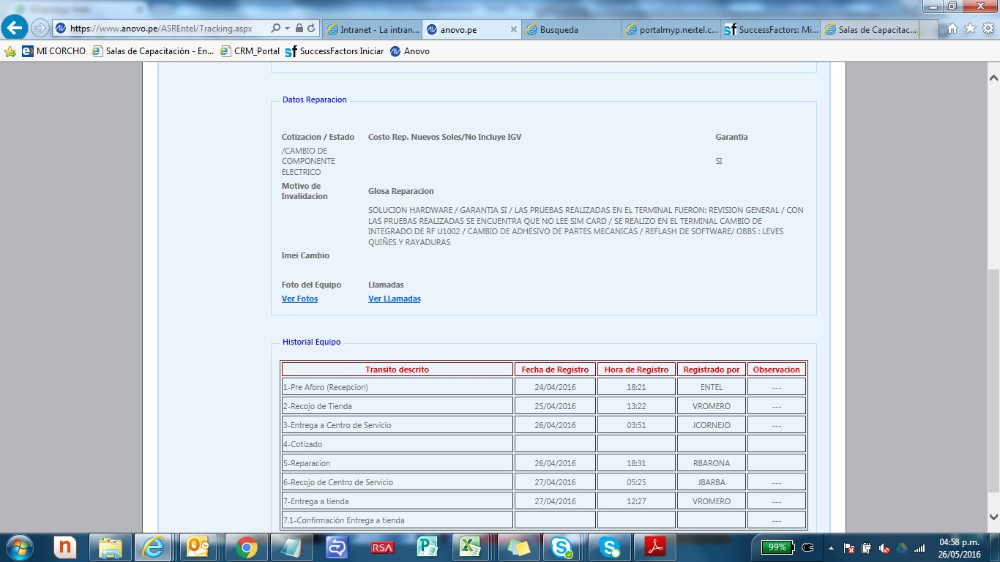 https://www.anovo.pe/ASREntel/Tracking.aspx
Intranet - La intran...
anovo.pe
Busqueda
portalmyp.nextel.c...
SuccessFactors: Mi...
Salas de Capacitac...
MI CORCHO
Salas de Capacitación - En...
CRM_Portal
SuccessFactors Iniciar
Anovo
Datos Reparacion
Cotizacion / Estado Costo Rep. Nuevos Soles/No Incluye IGV Garantia
/CAMBIO DE
COMPONENTE SI
ELECTRICO
Motivo de
Invalidacion Glosa Reparacion
SOLUCION HARDWARE / GARANTIA SI / LAS PRUEBAS REALIZADAS EN EL TERMINAL FUERON: REVISION GENERAL / CON
LAS PRUEBAS REALIZADAS SE ENCUENTRA QUE NO LEE SIM CARD / SE REALIZO EN EL TERMINAL CAMBIO DE
INTEGRADO DE RF U1002 / CAMBIO DE ADHESIVO DE PARTES MECANICAS / REFLASH DE SOFTWARE/ OBBS : LEVES
QUIÑES Y RAYADURAS
Imei Cambio
Foto del Equipo Llamadas
Ver Fotos Ver LLamadas
Historial Equipo
Transito descrito Fecha de Registro Hora de Registro Registrado por Observacion
1-Pre Aforo (Recepcion) 24/04/2016 18:21 ENTEL ---
2-Recojo de Tienda 25/04/2016 13:22 VROMERO ---
3-Entrega a Centro de Servicio 26/04/2016 03:51 JCORNEJO ---
4-Cotizado
5-Reparacion 26/04/2016 18:31 RBARONA
6-Recojo de Centro de Servicio 27/04/2016 05:25 JBARBA ---
7-Entrega a tienda 27/04/2016 12:27 VROMERO ---
7.1-Confirmación Entrega a tienda ---
n
RSA
99%
04:58 p.m.
26/05/2016